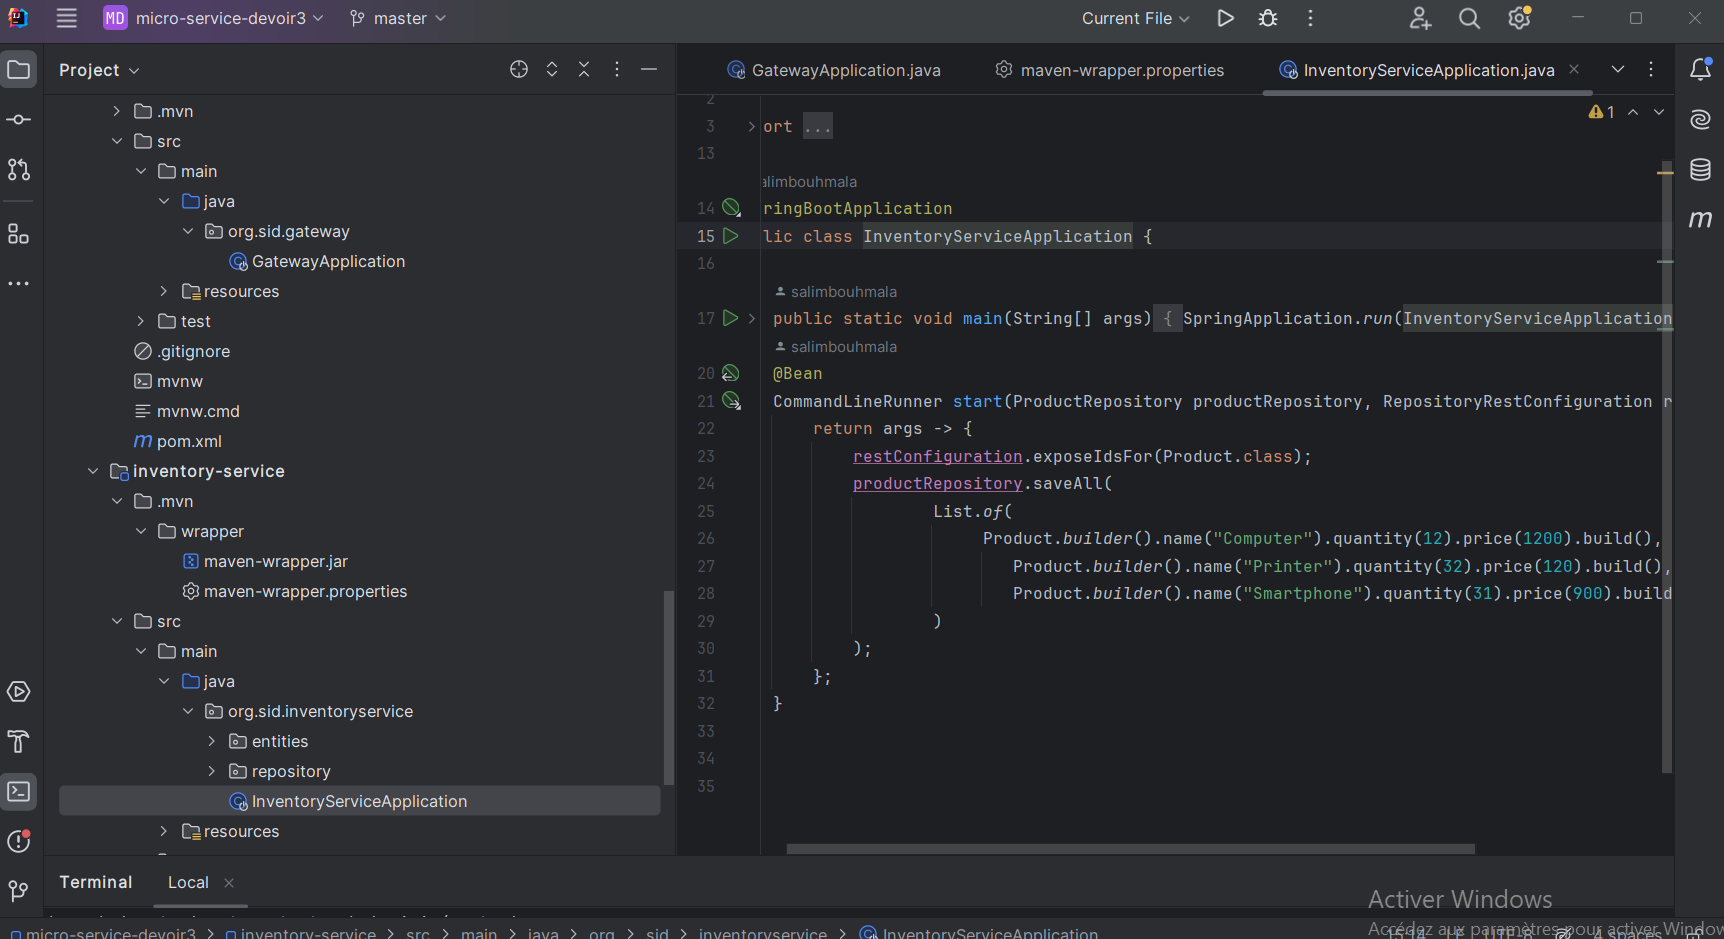 MD micro-service-devoir3 master Current File
Project
GatewayApplication.java maven-wrapper.properties InventoryServiceApplication.java
.mvn
src
main
java
org.sid.gateway
GatewayApplication
resources
test
.gitignore
mvnw
mvnw.cmd
m pom.xml
inventory-service
.mvn
wrapper
maven-wrapper.jar
maven-wrapper.properties
src
main
java
org.sid.inventoryservice
entities
repository
InventoryServiceApplication
resources
1
2
3 ort ...
13
alimbouhmala
14 ringBootApplication
15 lic class InventoryServiceApplication {
16
salimbouhmala
17 public static void main(String[] args) { SpringApplication.run(InventoryServiceApplication
salimbouhmala
20 @Bean
21 CommandLineRunner start(ProductRepository productRepository, RepositoryRestConfiguration r
22 return args -> {
23 restConfiguration.exposeIdsFor(Product.class);
24 productRepository.saveAll(
25 List.of(
26 Product.builder().name("Computer").quantity(12).price(1200).build(),
27 Product.builder().name("Printer").quantity(32).price(120).build(),
28 Product.builder().name("Smartphone").quantity(31).price(900).build
29 )
30 );
31 };
32 }
33
34
35
m
Terminal Local
Activer Windows
Accédez aux paramètres pour activer Window
micro-service-devoir3 > inventory-service > src > main > java > org > sid > inventoryservice > InventoryServiceApplication 15:14 LF UTF-8 4 spaces